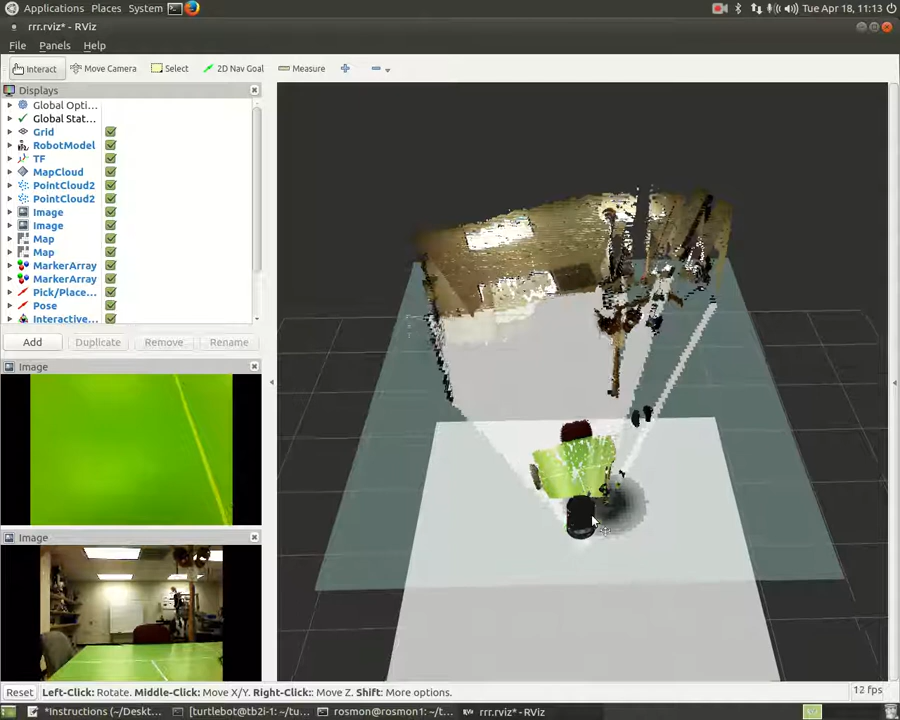 Applications Places System Tue Apr 18, 11:13
rrr.rviz* - RViz
File Panels Help
Interact Move Camera Select 2D Nav Goal Measure
Displays
Global Opti...
Global Stat...
Grid
RobotModel
TF
MapCloud
PointCloud2
PointCloud2
Image
Image
Map
Map
MarkerArray
MarkerArray
Pick/Place...
Pose
Interactive...
Add Duplicate Remove Rename
Image
Image
Reset Left-Click: Rotate. Middle-Click: Move X/Y. Right-Click:: Move Z. Shift: More options. 12 fps
*Instructions (~/Deskt... [turtlebot@tb2i-1: ~/tu... rosmon@rosmon1: ~/t... rrr.rviz* - RViz